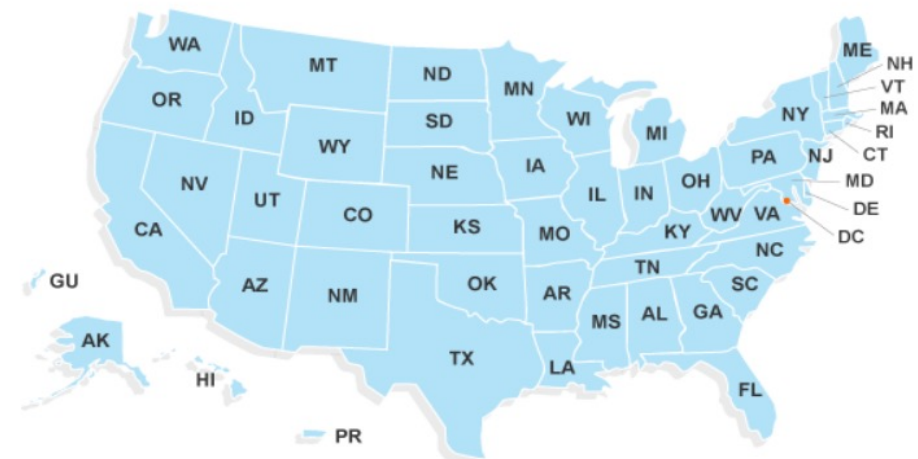 WA
MT
ND
MN
ME
NH
VT
MA
RI
CT
OR
ID
SD
WI
MI
NY
WY
IA
PA
NJ
NE
MD
NV
UT
CO
IL
IN
OH
DE
DC
CA
KS
MO
KY
WV
VA
NC
GU
AZ
NM
OK
AR
TN
SC
MS
AL
GA
AK
TX
LA
HI
FL
PR